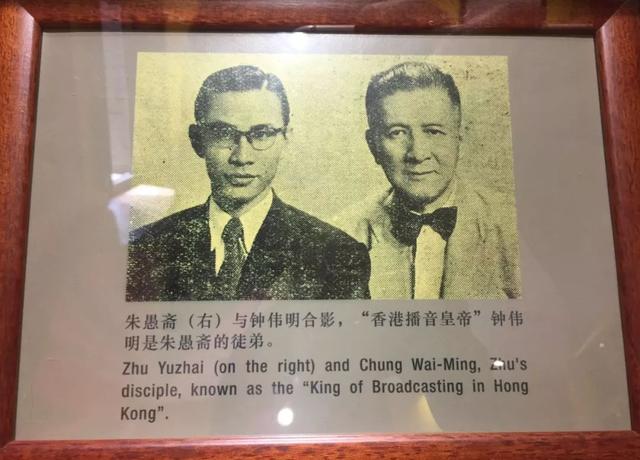 朱愚斋（右）与钟伟明合影，“香港播音皇帝”钟伟
明是朱愚斋的徒弟。
Zhu Yuzhai (on the right) and Chung Wai-Ming, Zhu's
disciple, known as the “King of Broadcasting in Hong
Kong”.